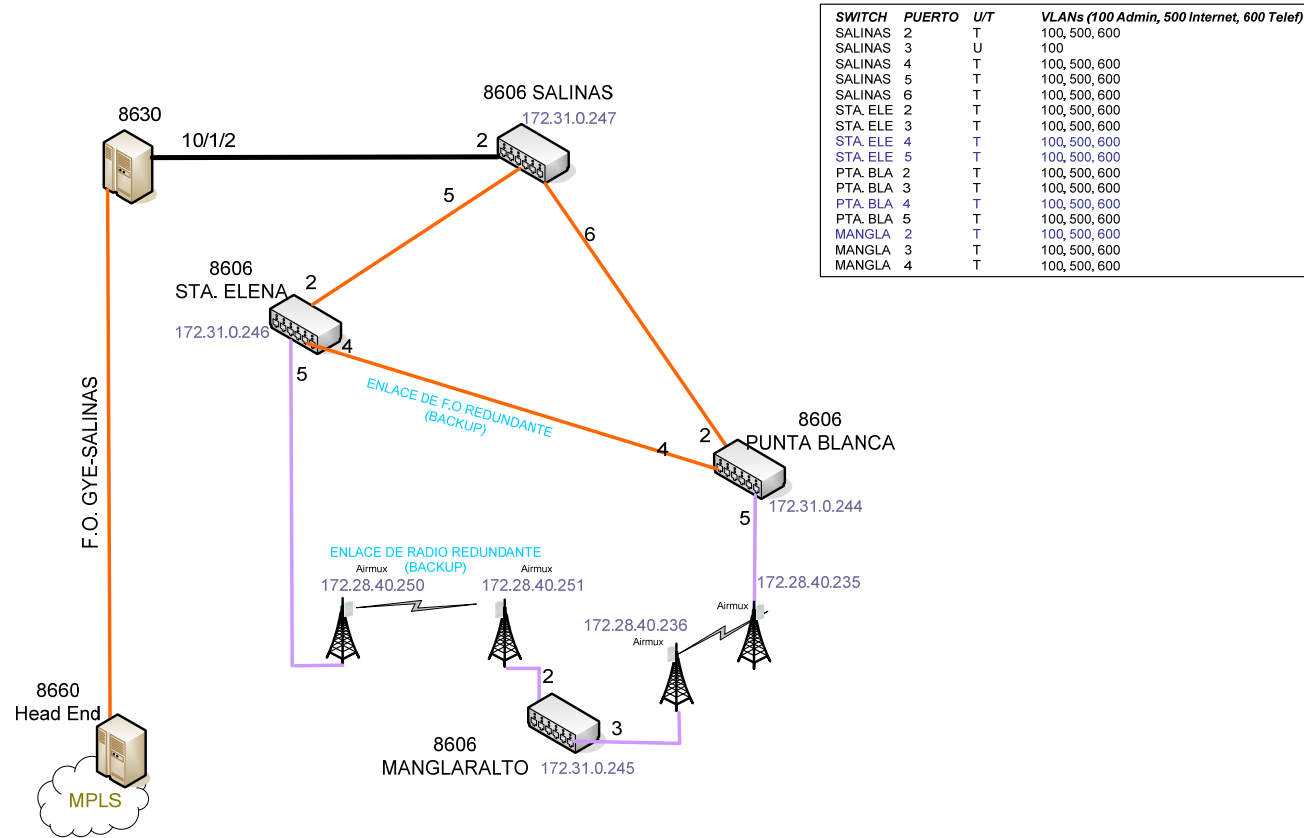 SWITCH PUERTO U/T VLANs (100 Admin, 500 Internet, 600 Telef)
SALINAS 2 T 100, 500, 600
SALINAS 3 U 100
SALINAS 4 T 100, 500, 600
SALINAS 5 T 100, 500, 600
SALINAS 6 T 100, 500, 600
STA. ELE 2 T 100, 500, 600
STA. ELE 3 T 100, 500, 600
STA. ELE 4 T 100, 500, 600
STA. ELE 5 T 100, 500, 600
PTA. BLA 2 T 100, 500, 600
PTA. BLA 3 T 100, 500, 600
PTA. BLA 4 T 100, 500, 600
PTA. BLA 5 T 100, 500, 600
MANGLA 2 T 100, 500, 600
MANGLA 3 T 100, 500, 600
MANGLA 4 T 100, 500, 600
8606 SALINAS
172.31.0.247
8630
10/1/2
2
5
6
8606
STA. ELENA
172.31.0.246
2
4
5
ENLACE DE F.O REDUNDANTE
(BACKUP)
4
2
8606
PUNTA BLANCA
172.31.0.244
5
F.O. GYE-SALINAS
ENLACE DE RADIO REDUNDANTE
(BACKUP)
Airmux
172.28.40.250
Airmux
172.28.40.251
172.28.40.235
Airmux
172.28.40.236
Airmux
2
3
8606
MANGLARALTO
172.31.0.245
8660
Head End
MPLS